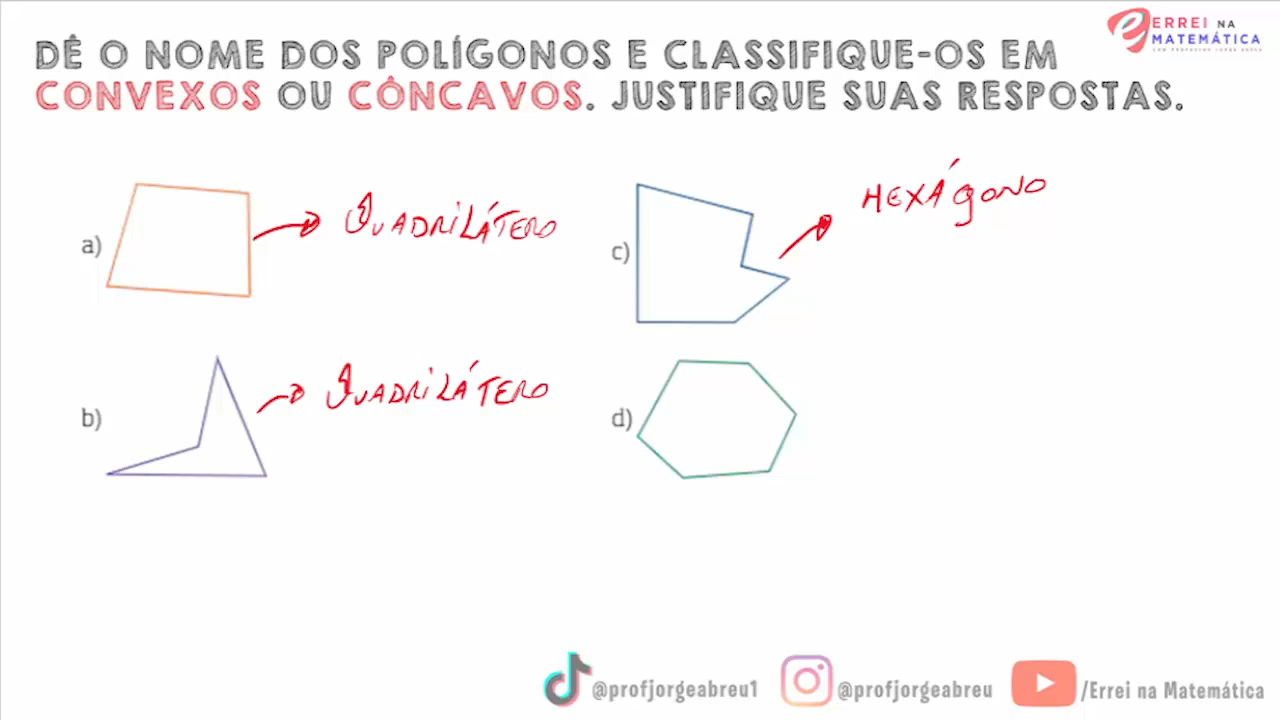 ERREI NA
MATEMÁTICA
DÊ O NOME DOS POLÍGONOS E CLASSIFIQUE-OS EM
CONVEXOS OU CÔNCAVOS. JUSTIFIQUE SUAS RESPOSTAS.
a)
QUADRILÁTERO
c)
HEXÁGONO
b)
QUADRILÁTERO
d)
@profjorgeabreu1
@profjorgeabreu
/Errei na Matemática